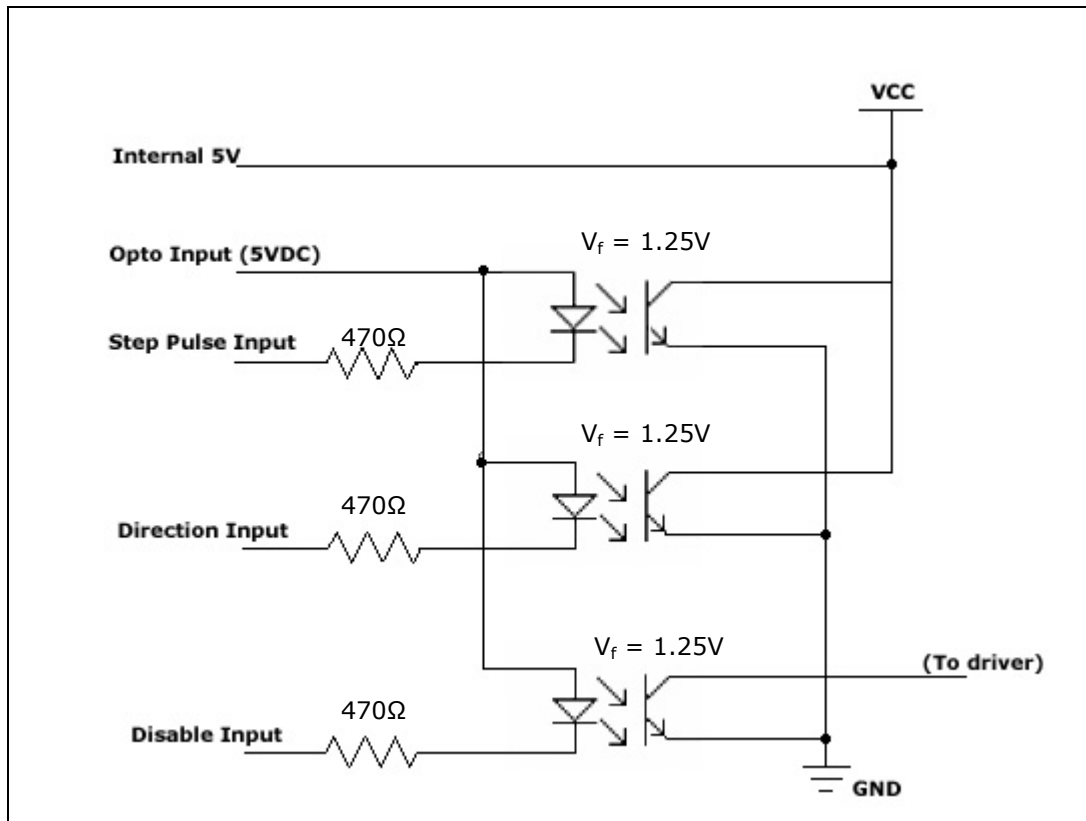 VCC
Internal 5V
Opto Input (5VDC)
Vf = 1.25V
Step Pulse Input
470Ω
Vf = 1.25V
Direction Input
470Ω
Vf = 1.25V
(To driver)
Disable Input
470Ω
GND